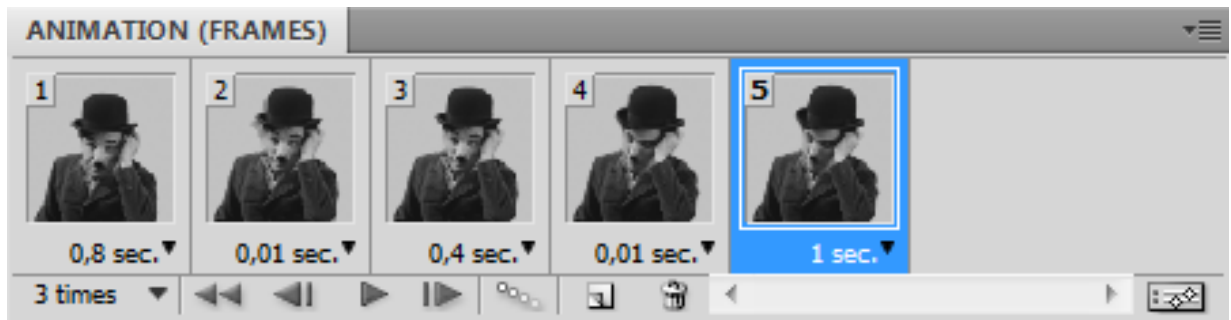 ANIMATION (FRAMES)
1 2 3 4 5
0,8 sec. 0,01 sec. 0,4 sec. 0,01 sec. 1 sec.
3 times